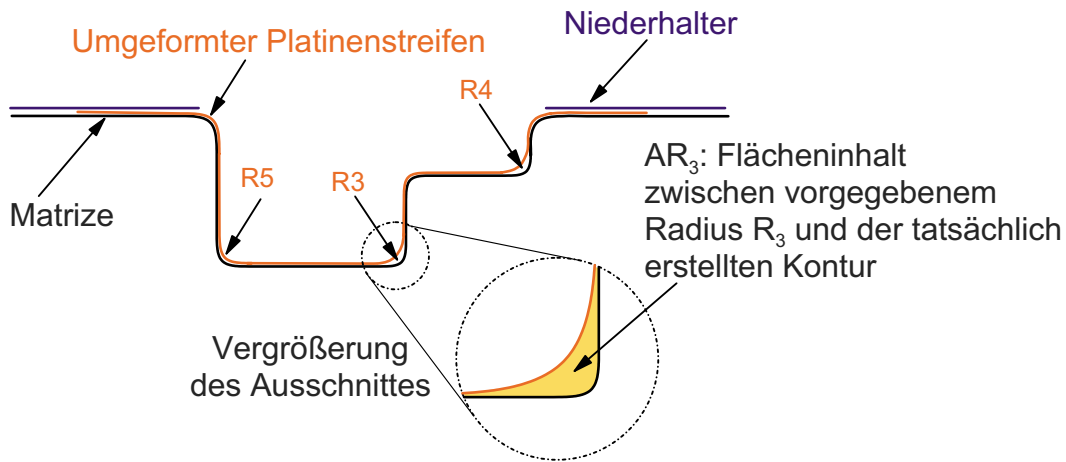 Niederhalter
Umgeformter Platinenstreifen
R4
R5
R3
Matrize
AR₃: Flächeninhalt
zwischen vorgegebenem
Radius R₃ und der tatsächlich
erstellten Kontur
Vergrößerung
des Ausschnittes